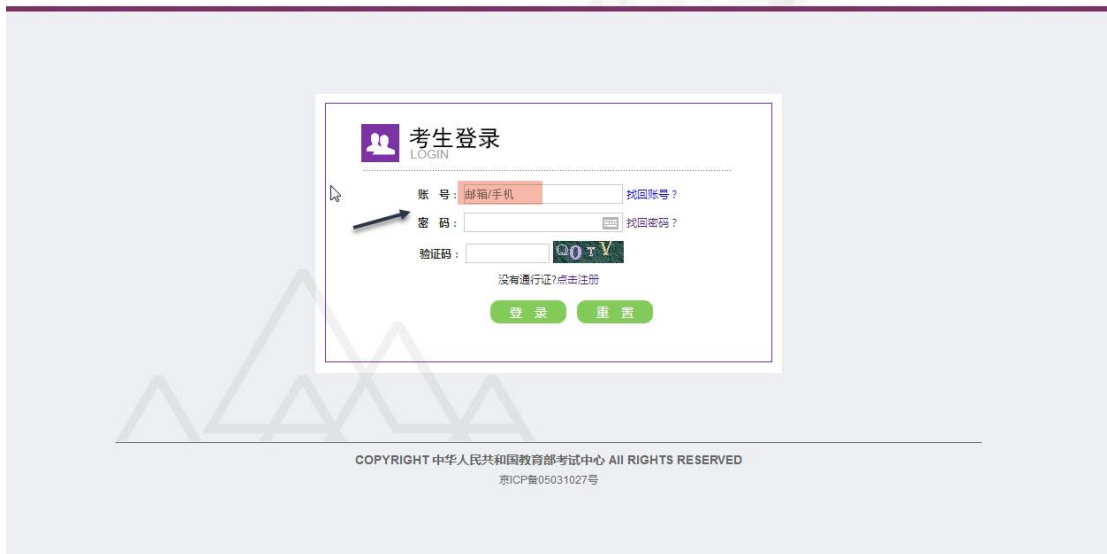 考生登录
LOGIN
账 号：邮箱/手机 找回账号？
密 码： 找回密码？
验证码： QOTV
没有通行证?点击注册
登 录 重 置
COPYRIGHT 中华人民共和国教育部考试中心 All RIGHTS RESERVED
京ICP备05031027号